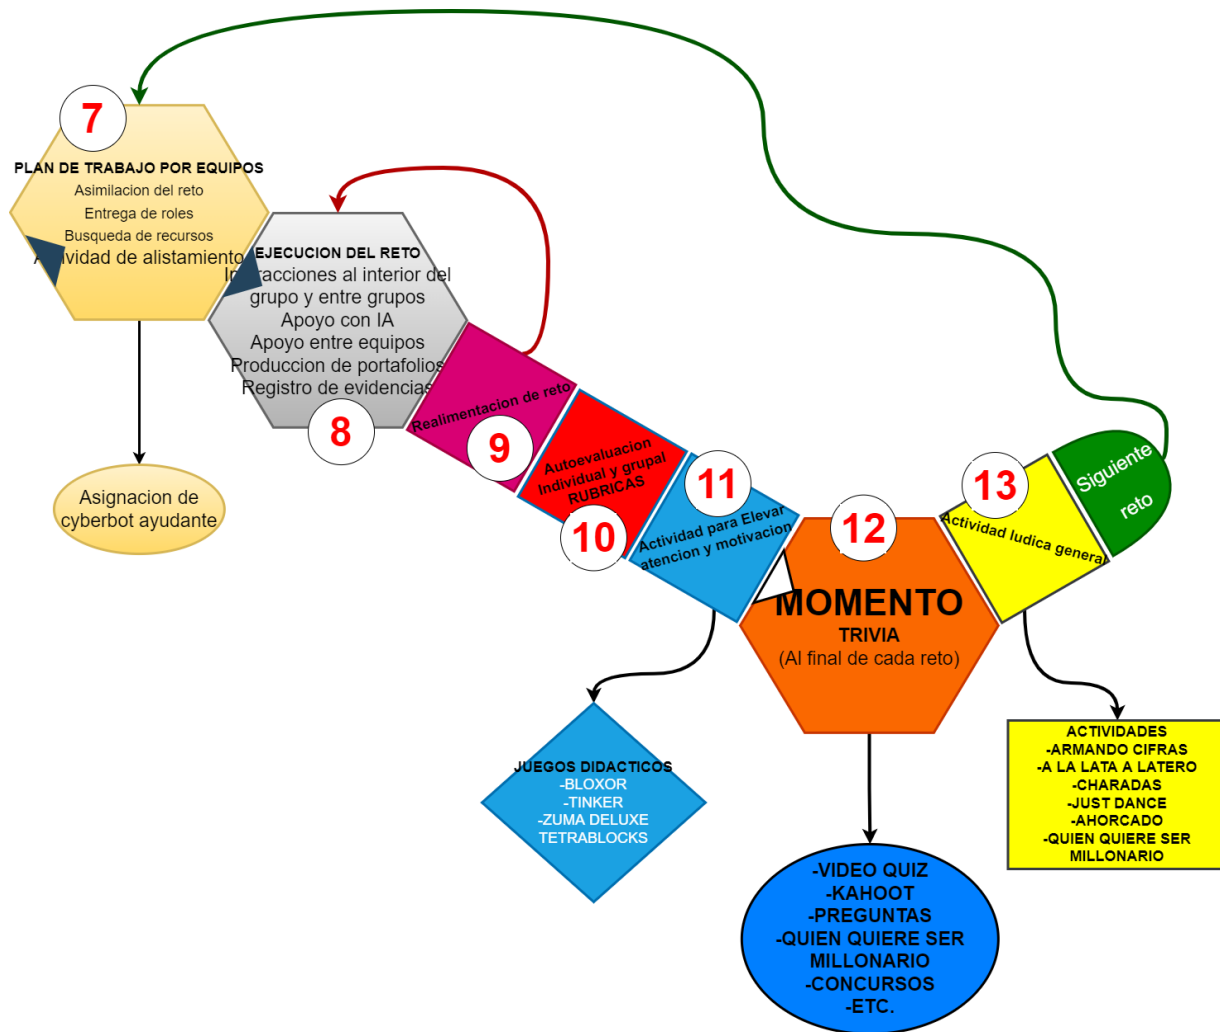 7
PLAN DE TRABAJO POR EQUIPOS
Asimilacion del reto
Entrega de roles
Busqueda de recursos
Actividad de alistamiento
EJECUCION DEL RETO
Interacciones al interior del
grupo y entre grupos
Apoyo con IA
Apoyo entre equipos
Produccion de portafolios
Registro de evidencias
8
Asignacion de
cyberbot ayudante
Realimentacion de reto
9
Autoevaluacion
Individual y grupal
RUBRICAS
10
11
Actividad para Elevar
atencion y motivacion
12
MOMENTO
TRIVIA
(Al final de cada reto)
13
Actividad ludica general
Siguiente
reto
JUEGOS DIDACTICOS
-BLOXOR
-TINKER
-ZUMA DELUXE
TETRABLOCKS
-VIDEO QUIZ
-KAHOOT
-PREGUNTAS
-QUIEN QUIERE SER
MILLONARIO
-CONCURSOS
-ETC.
ACTIVIDADES
-ARMANDO CIFRAS
-A LA LATA A LATERO
-CHARADAS
-JUST DANCE
-AHORCADO
-QUIEN QUIERE SER
MILLONARIO